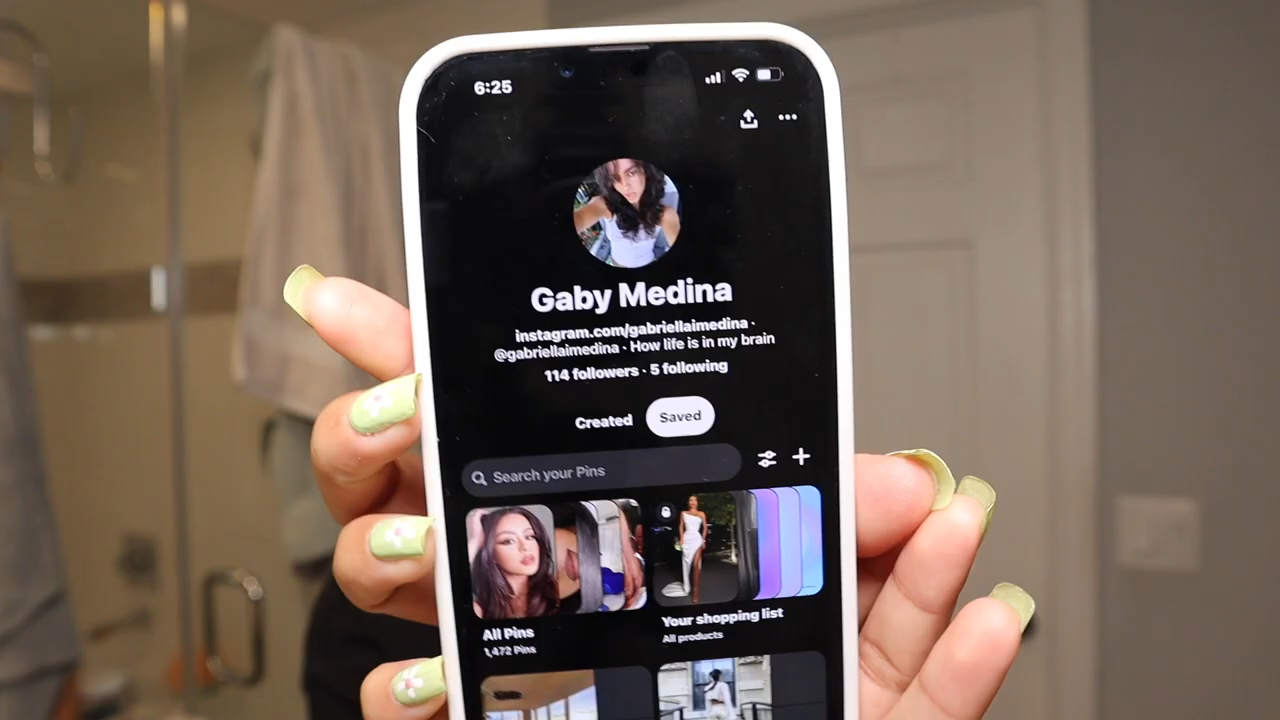 6:25
Gaby Medina
instagram.com/gabriellaimedina ·
@gabriellaimedina · How life is in my brain
114 followers · 5 following
Created Saved
Search your Pins
All Pins
1,472 Pins
Your shopping list
All products